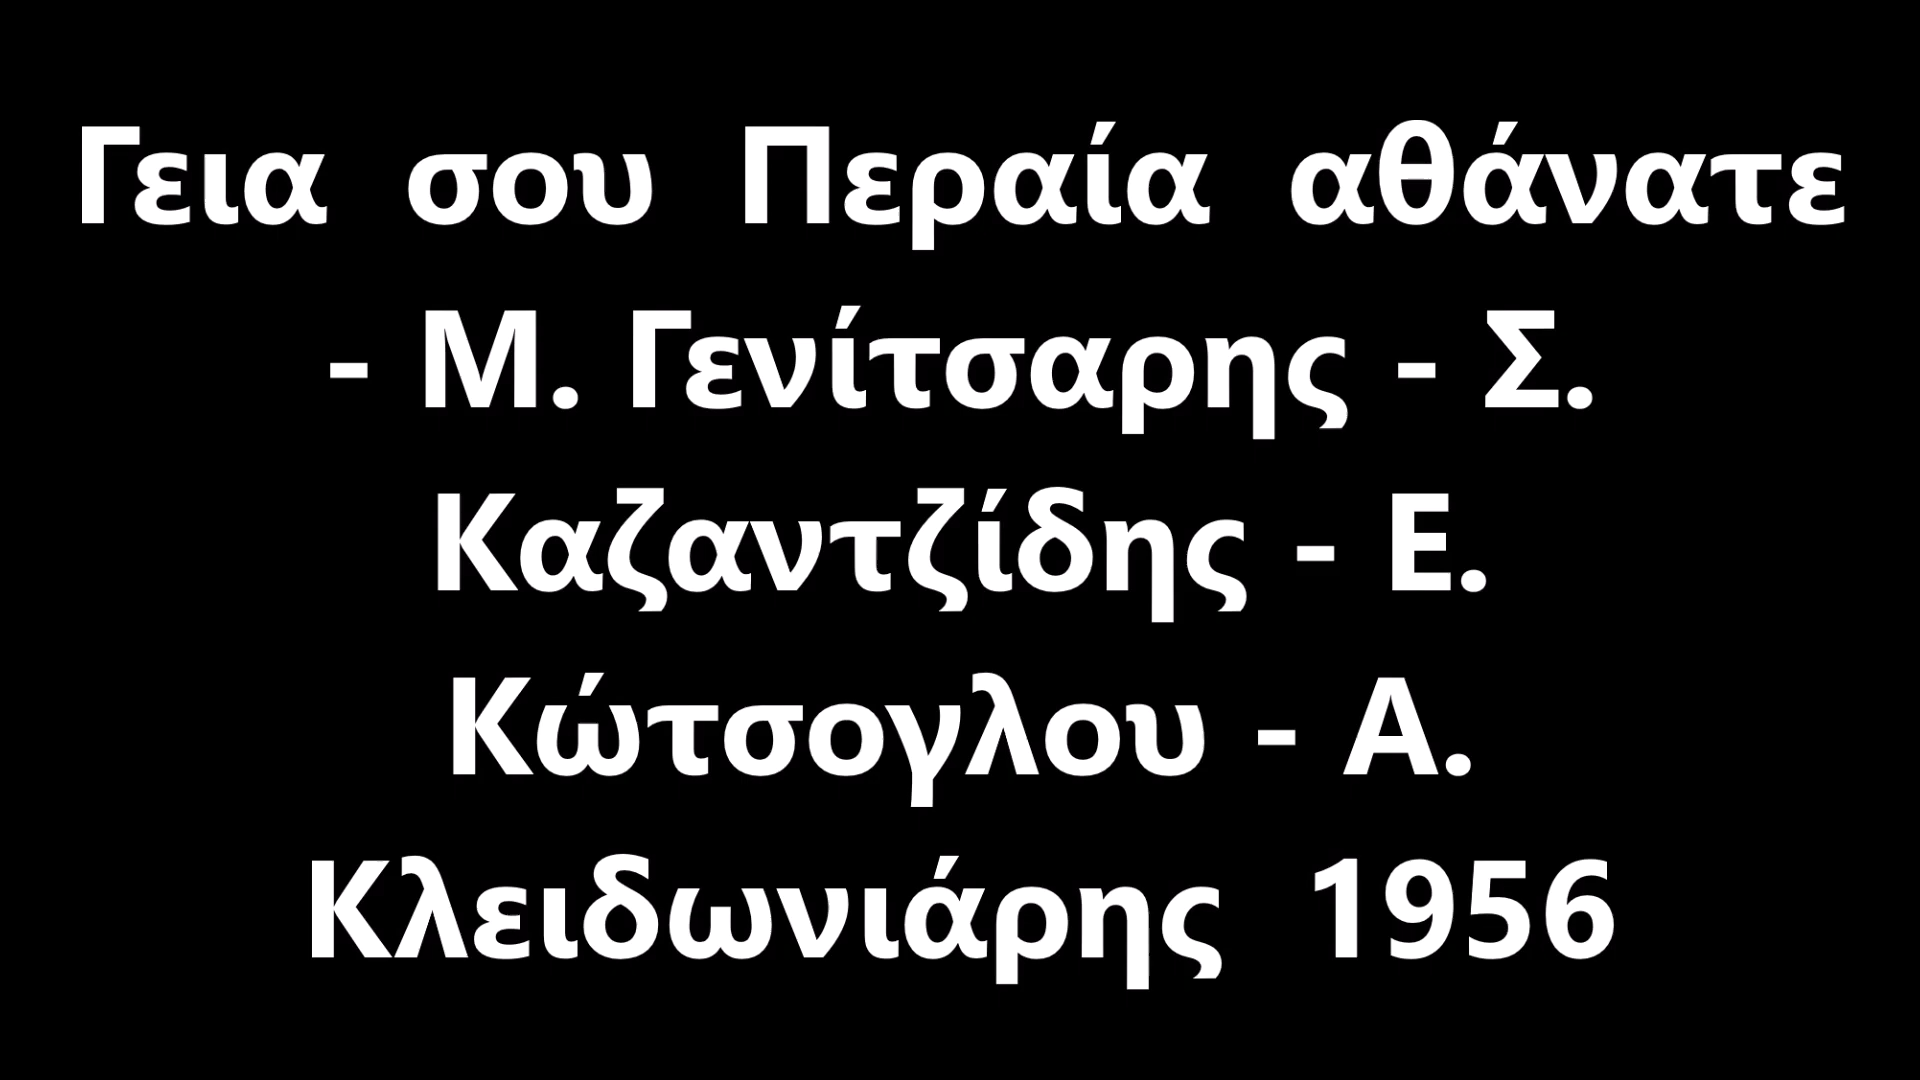 Γεια σου Περαία αθάνατε
- Μ. Γενίτσαρης - Σ.
Καζαντζίδης - Ε.
Κώτσογλου - Α.
Κλειδωνιάρης 1956